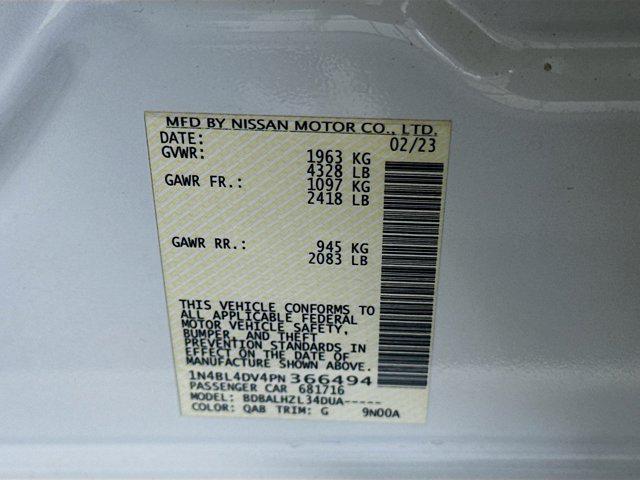 MFD BY NISSAN MOTOR CO., LTD.
DATE: 02/23
GVWR: 1963 KG
4328 LB
GAWR FR.: 1097 KG
2418 LB
GAWR RR.: 945 KG
2083 LB
THIS VEHICLE CONFORMS TO
ALL APPLICABLE FEDERAL
MOTOR VEHICLE SAFETY,
BUMPER, AND THEFT
PREVENTION STANDARDS IN
EFFECT ON THE DATE OF
MANUFACTURE SHOWN ABOVE.
1N4BL4DV4PN366494
PASSENGER CAR 681716
MODEL: BDBALHZL34DUA-----
COLOR: QAB TRIM: G 9N00A